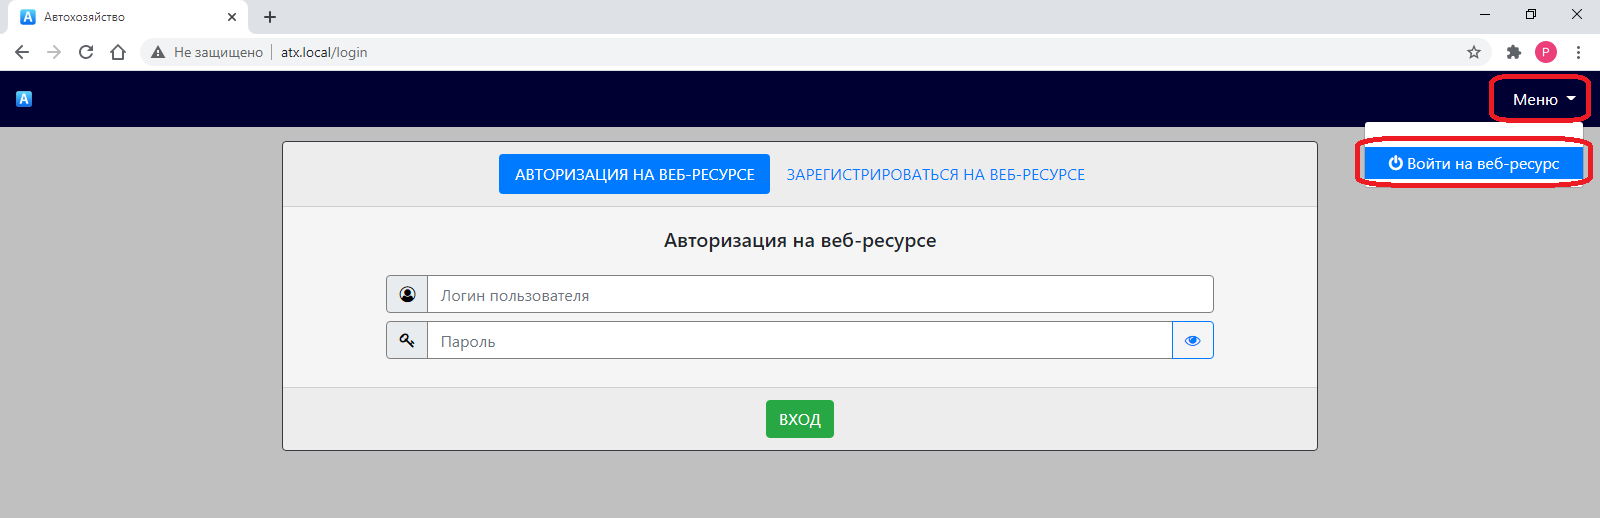 Автохозяйство
Не защищено atx.local/login
P
A
Меню
Войти на веб-ресурс
АВТОРИЗАЦИЯ НА ВЕБ-РЕСУРСЕ ЗАРЕГИСТРИРОВАТЬСЯ НА ВЕБ-РЕСУРСЕ
Авторизация на веб-ресурсе
Логин пользователя
Пароль
ВХОД